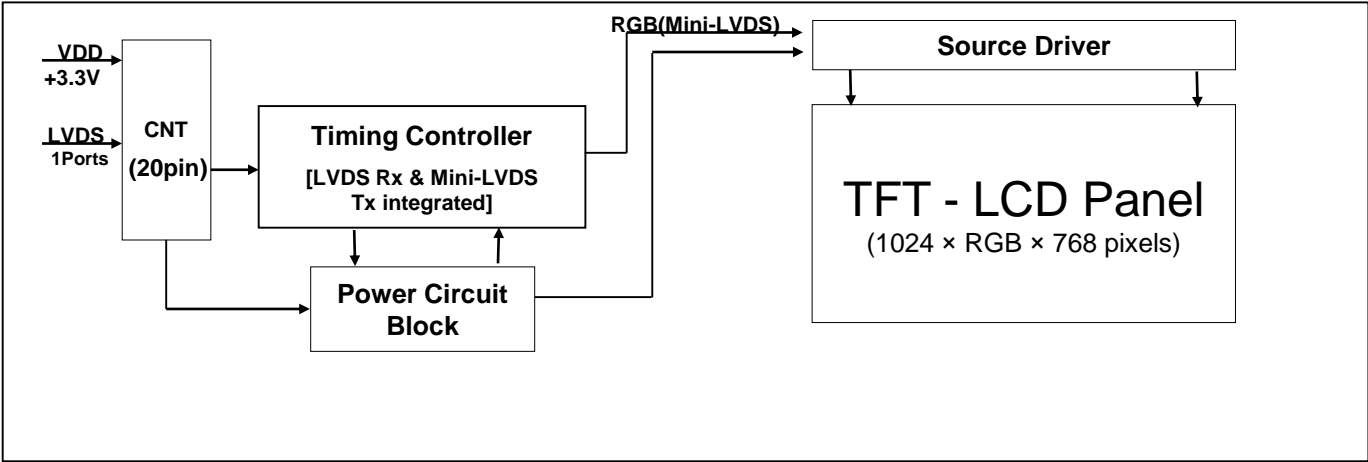 VDD
+3.3V
LVDS
1Ports
CNT
(20pin)
Timing Controller
[LVDS Rx & Mini-LVDS
Tx integrated]
Power Circuit
Block
RGB(Mini-LVDS)
Source Driver
TFT - LCD Panel
(1024 × RGB × 768 pixels)